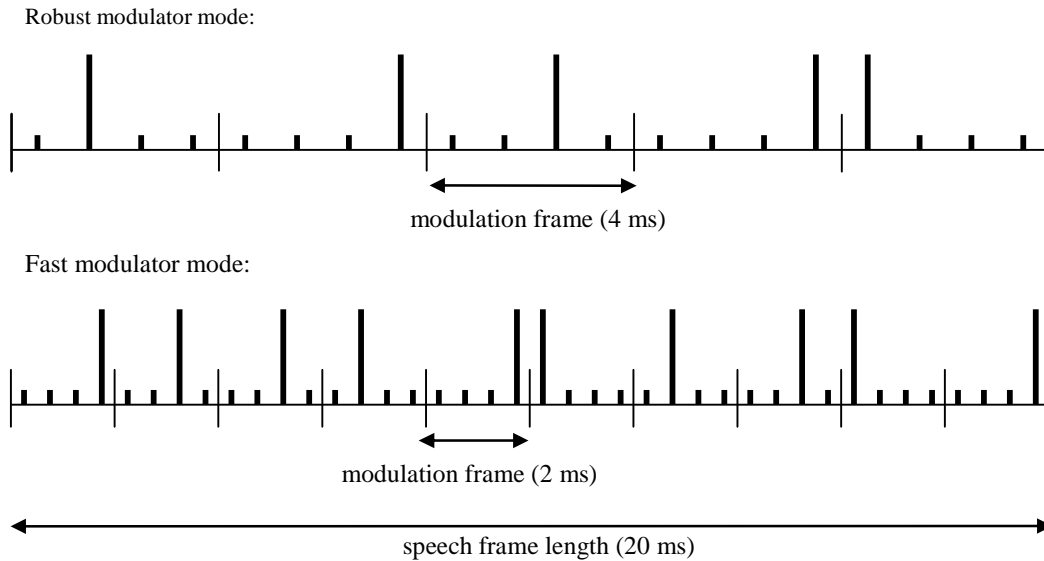 Robust modulator mode:
modulation frame (4 ms)
Fast modulator mode:
modulation frame (2 ms)
speech frame length (20 ms)